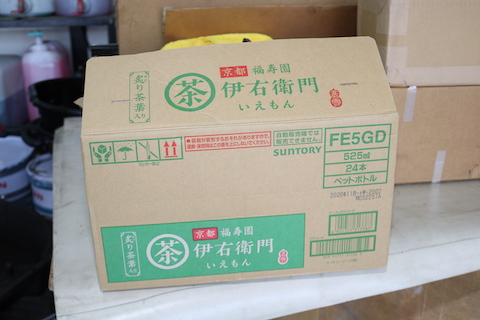 炙り茶葉
入り
茶
京都 福寿園
伊右衛門
いえもん
自動販売機では
販売できません。
SUNTORY
FE5GD
525ml
24本
ペットボトル
炙り茶葉
入り
茶
京都 福寿園
伊右衛門
いえもん